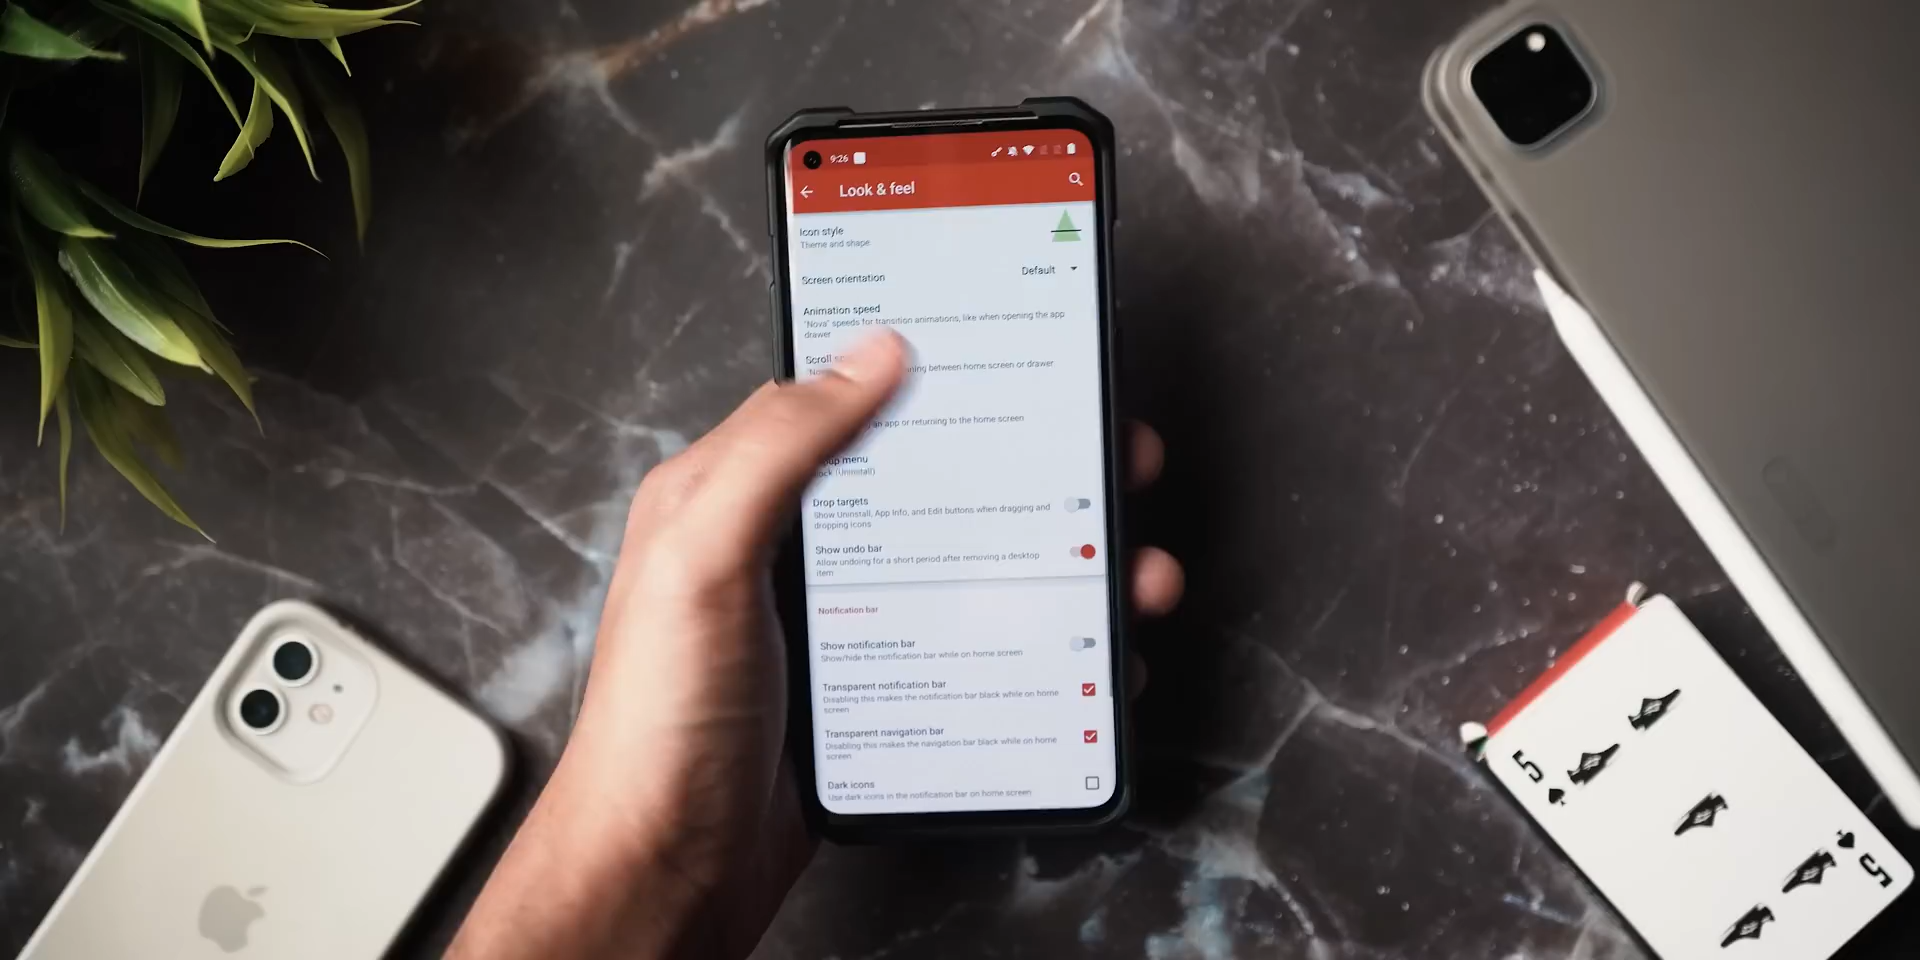 9:26
Look & feel
Icon style
Theme and shape
Screen orientation
Default
Animation speed
"Nova" speeds for transition animations, like when opening the app
drawer
Scroll
between home screen or drawer
an app or returning to the home screen
menu
(Uninstall)
Drop targets
Show Uninstall, App Info, and Edit buttons when dragging and
dropping icons
Show undo bar
Allow undoing for a short period after removing a desktop
item
Notification bar
Show notification bar
Show/hide the notification bar while on home screen
Transparent notification bar
Disabling this makes the notification bar black while on home
screen
Transparent navigation bar
Disabling this makes the navigation bar black while on home
screen
Dark icons
Use dark icons in the notification bar on home screen
5
5